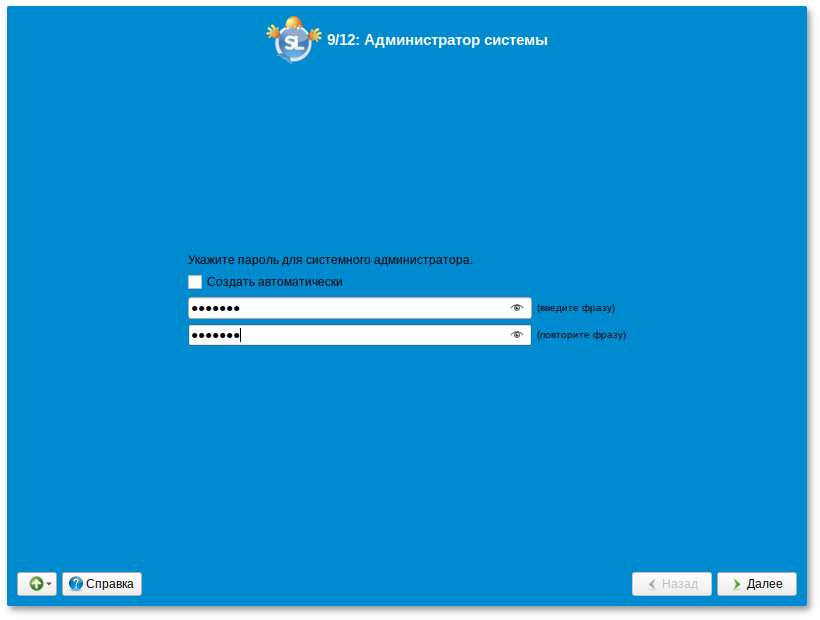 SL
9/12: Администратор системы
Укажите пароль для системного администратора:
Создать автоматически
●●●●●●● (введите фразу)
●●●●●●● (повторите фразу)
Справка Назад Далее